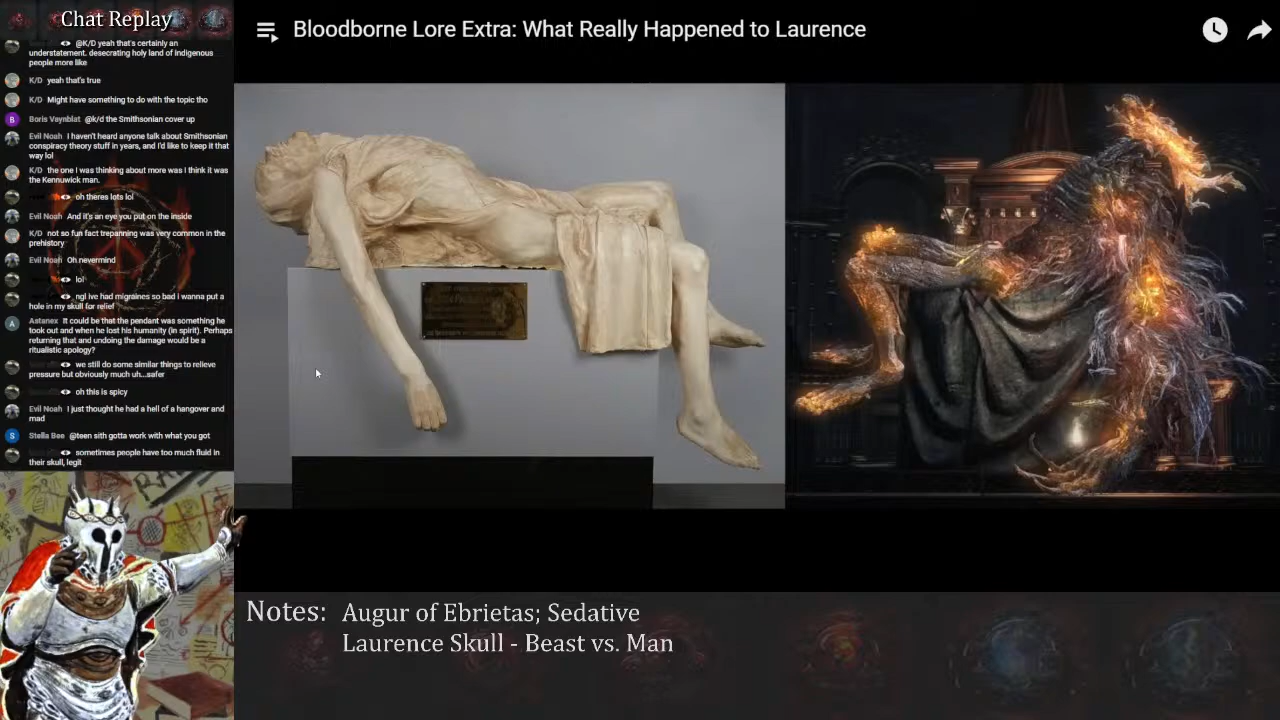 Chat Replay
@K/D yeah that's certainly an
understatement. desecrating holy land of indigenous
people more like
K/D yeah that's true
K/D Might have something to do with the topic tho
Boris Vaynblat @k/d the Smithsonian cover up
Evil Noah I haven't heard anyone talk about Smithsonian
conspiracy theory stuff in years, and I'd like to keep it that
way lol
K/D the one I was thinking about more was I think it was
the Kennuwick man.
oh theres lots lol
Evil Noah And it's an eye you put on the inside
K/D not so fun fact trepanning was very common in the
prehistory
Evil Noah Oh nevermind
lol
ngl ive had migraines so bad i wanna put a
hole in my skull for relief
Astanex It could be that the pendant was something he
took out and when he lost his humanity (in spirit). Perhaps
returning that and undoing the damage would be a
ritualistic apology?
we still do some similar things to relieve
pressure but obviously much uh...safer
oh this is spicy
Evil Noah I just thought he had a hell of a hangover and
mad
S Stella Bee @teen sith gotta work with what you got
sometimes people have too much fluid in
their skull, legit
Bloodborne Lore Extra: What Really Happened to Laurence
Notes: Augur of Ebrietas; Sedative
Laurence Skull - Beast vs. Man